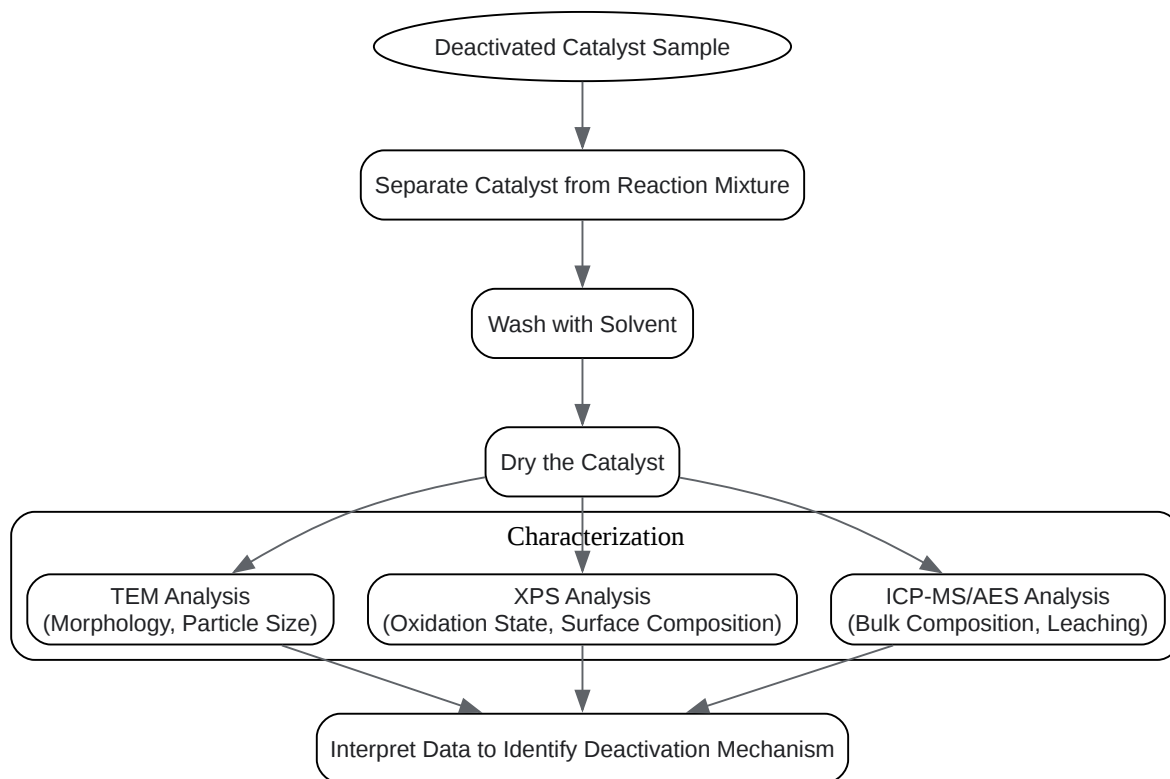 Deactivated Catalyst Sample
Separate Catalyst from Reaction Mixture
Wash with Solvent
Dry the Catalyst
Characterization
TEM Analysis
(Morphology, Particle Size)
XPS Analysis
(Oxidation State, Surface Composition)
ICP-MS/AES Analysis
(Bulk Composition, Leaching)
Interpret Data to Identify Deactivation Mechanism